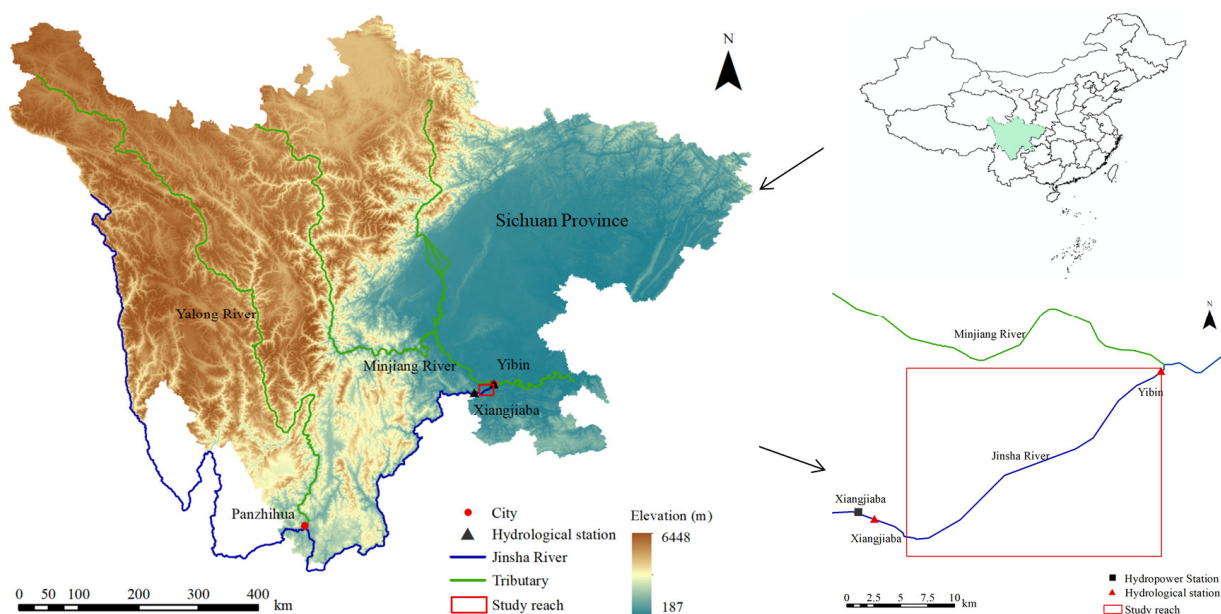 N
Sichuan Province
Yalong River
Minjiang River
Yibin
Xiangjiaba
Panzhihua
City
Hydrological station
Jinsha River
Tributary
Study reach
Elevation (m)
6448
187
0 50 100 200 300 400
km
N
Minjiang River
Yibin
Jinsha River
Xiangjiaba
Xiangjiaba
Hydropower Station
Hydrological station
Study reach
0 1.25 2.5 5 7.5 10
km